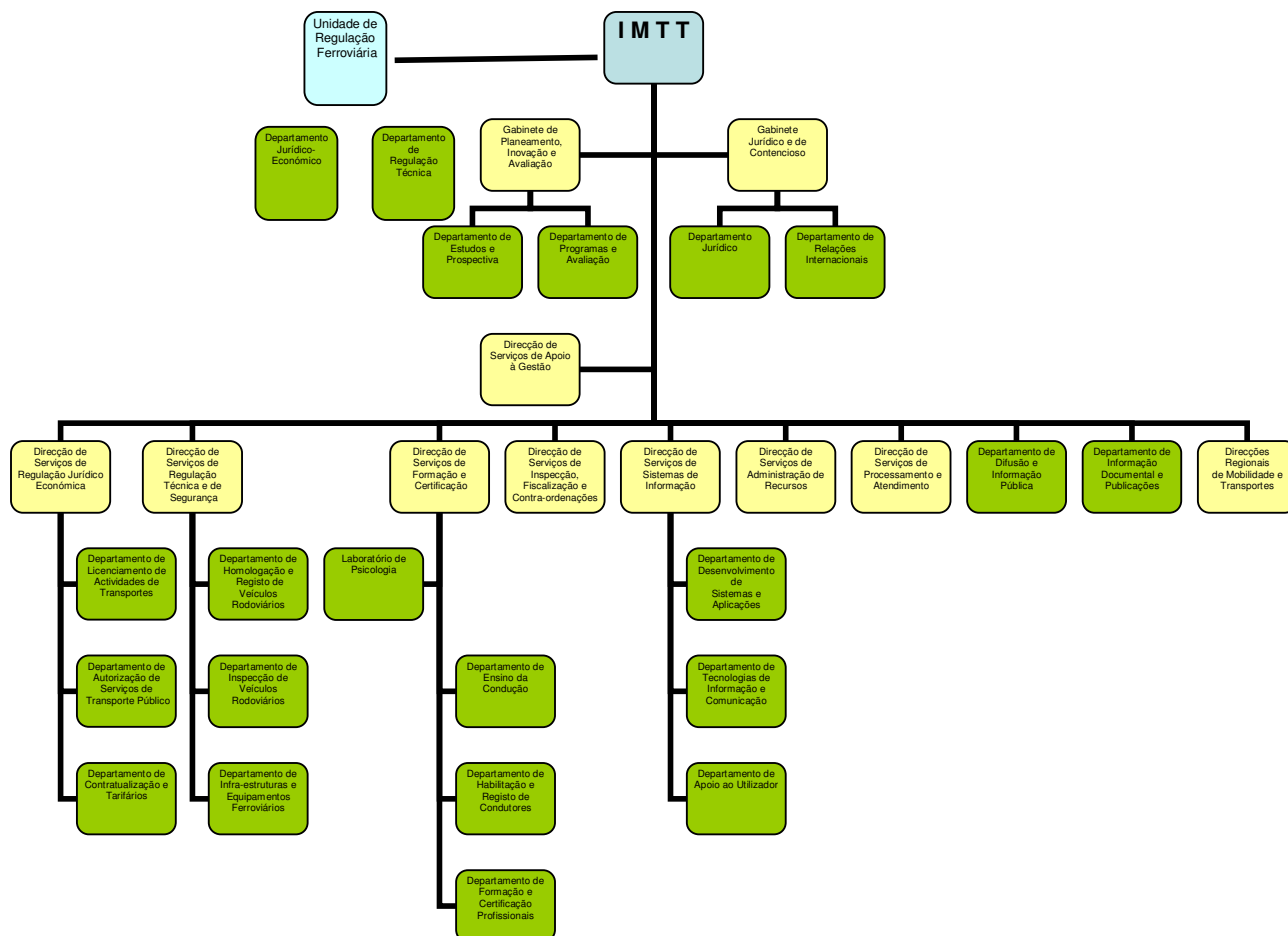 Unidade de
Regulação
Ferroviária
I M T T
Departamento
Jurídico-
Económico
Departamento
de
Regulação
Técnica
Gabinete de
Planeamento,
Inovação e
Avaliação
Gabinete
Jurídico e de
Contencioso
Departamento de
Estudos e
Prospectiva
Departamento de
Programas e
Avaliação
Departamento
Jurídico
Departamento de
Relações
Internacionais
Direcção de
Serviços de Apoio
à Gestão
Direcção de
Serviços de
Regulação Jurídico
Económica
Direcção de
Serviços de
Regulação
Técnica e de
Segurança
Direcção de
Serviços de
Formação e
Certificação
Direcção de
Serviços de
Inspecção,
Fiscalização e
Contra-ordenações
Direcção de
Serviços de
Sistemas de
Informação
Direcção de
Serviços de
Administração de
Recursos
Direcção de
Serviços de
Processamento e
Atendimento
Departamento de
Difusão e
Informação
Pública
Departamento de
Informação
Documental e
Publicações
Direcções
Regionais
de Mobilidade e
Transportes
Departamento de
Licenciamento de
Actividades de
Transportes
Departamento de
Homologação e
Registo de
Veículos
Rodoviários
Laboratório de
Psicologia
Departamento de
Desenvolvimento
de
Sistemas e
Aplicações
Departamento de
Autorização de
Serviços de
Transporte Público
Departamento de
Inspecção de
Veículos
Rodoviários
Departamento de
Ensino da
Condução
Departamento de
Tecnologias de
Informação e
Comunicação
Departamento de
Contratualização e
Tarifários
Departamento de
Infra-estruturas e
Equipamentos
Ferroviários
Departamento de
Habilitação e
Registo de
Condutores
Departamento de
Apoio ao Utilizador
Departamento de
Formação e
Certificação
Profissionais